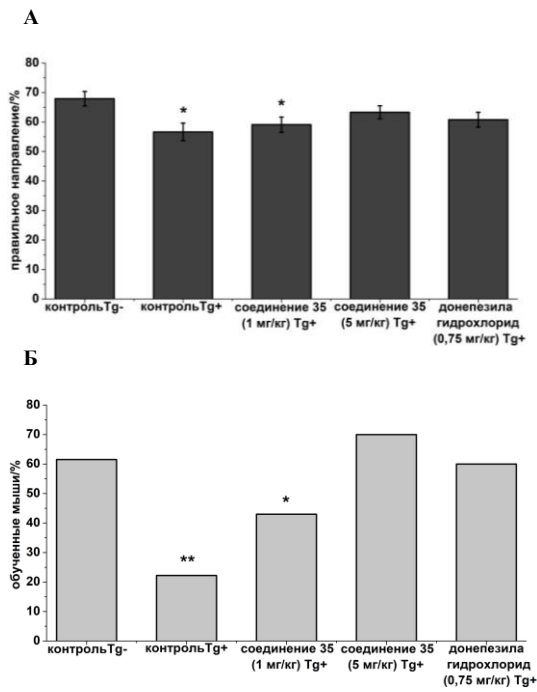 А
правильное направление/%
80
70
60
50
40
30
20
10
0
*
*
контрольTg-
контрольTg+
соединение 35
(1 мг/кг) Tg+
соединение 35
(5 мг/кг) Tg+
донепезила
гидрохлорид
(0,75 мг/кг) Tg+
Б
обученные мыши/%
80
70
60
50
40
30
20
10
0
**
*
контрольTg-
контрольTg+
соединение 35
(1 мг/кг) Tg+
соединение 35
(5 мг/кг) Tg+
донепезила
гидрохлорид
(0,75 мг/кг) Tg+